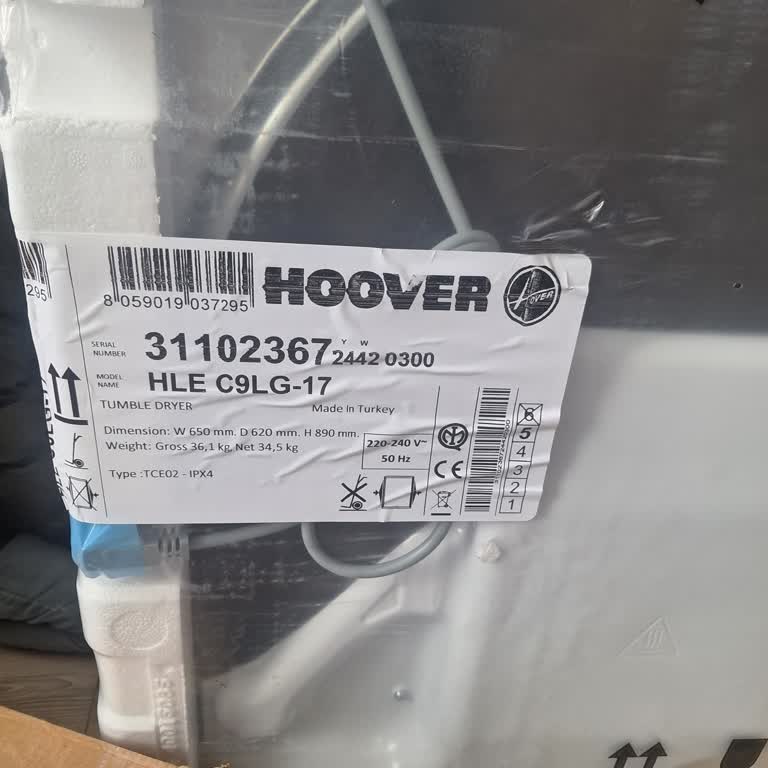 295
8 059019 037295
HOOVER
HOOVER
SERIAL NUMBER
31102367
Y W
2442 0300
MODEL NAME
HLE C9LG-17
TUMBLE DRYER
Made In Turkey
Dimension: W 650 mm. D 620 mm. H 890 mm.
Weight: Gross 36,1 kg, Net 34,5 kg
220-240 V~
50 Hz
Type :TCE02 - IPX4
CE
6
5
4
3
2
1